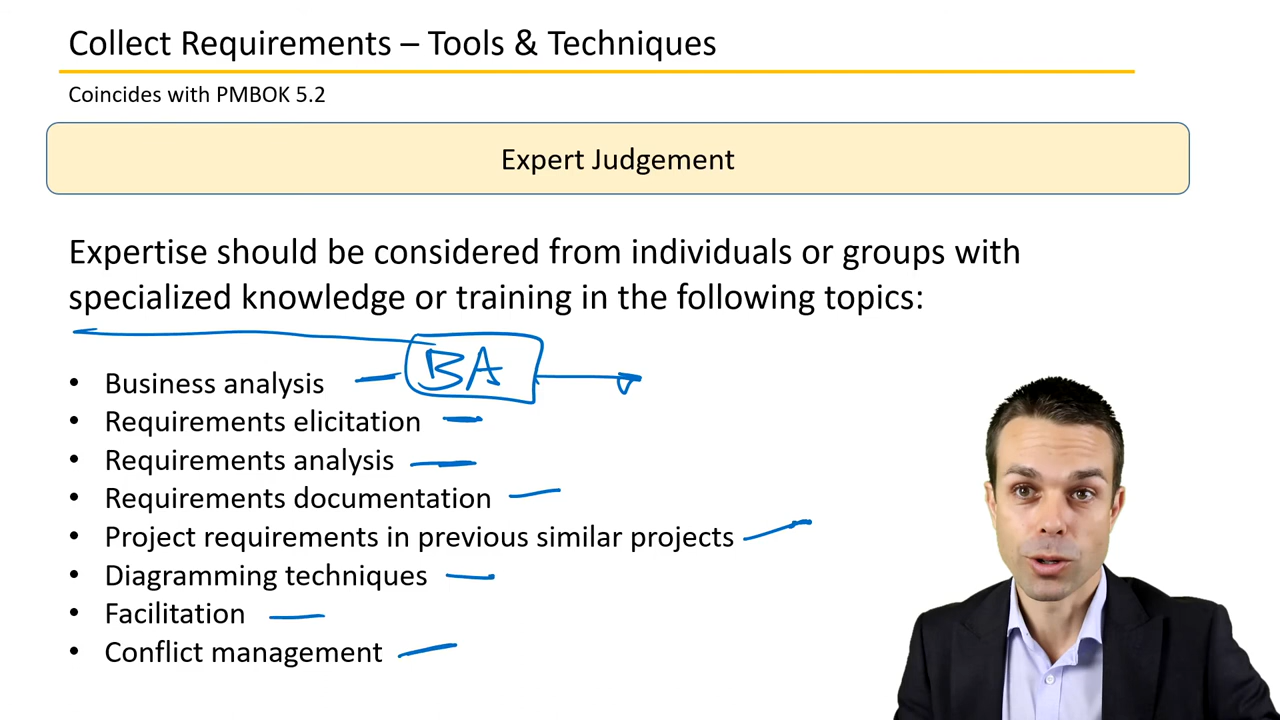 Collect Requirements – Tools & Techniques
Coincides with PMBOK 5.2
Expert Judgement
Expertise should be considered from individuals or groups with
specialized knowledge or training in the following topics:
• Business analysis
BA
• Requirements elicitation
• Requirements analysis
• Requirements documentation
• Project requirements in previous similar projects
• Diagramming techniques
• Facilitation
• Conflict management